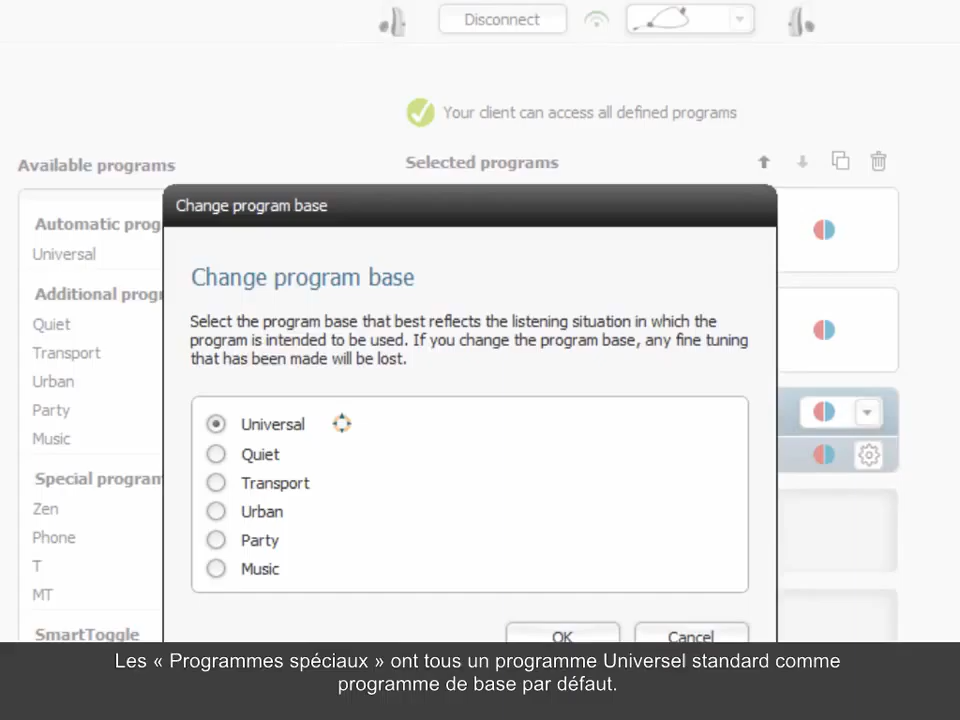 Disconnect
Your client can access all defined programs
Available programs
Selected programs
Automatic prog
Universal
Additional progr
Quiet
Transport
Urban
Party
Music
Special program
Zen
Phone
T
MT
SmartToggle
Change program base
Change program base
Select the program base that best reflects the listening situation in which the
program is intended to be used. If you change the program base, any fine tuning
that has been made will be lost.
Universal
Quiet
Transport
Urban
Party
Music
OK
Cancel
Les « Programmes spéciaux » ont tous un programme Universel standard comme
programme de base par défaut.